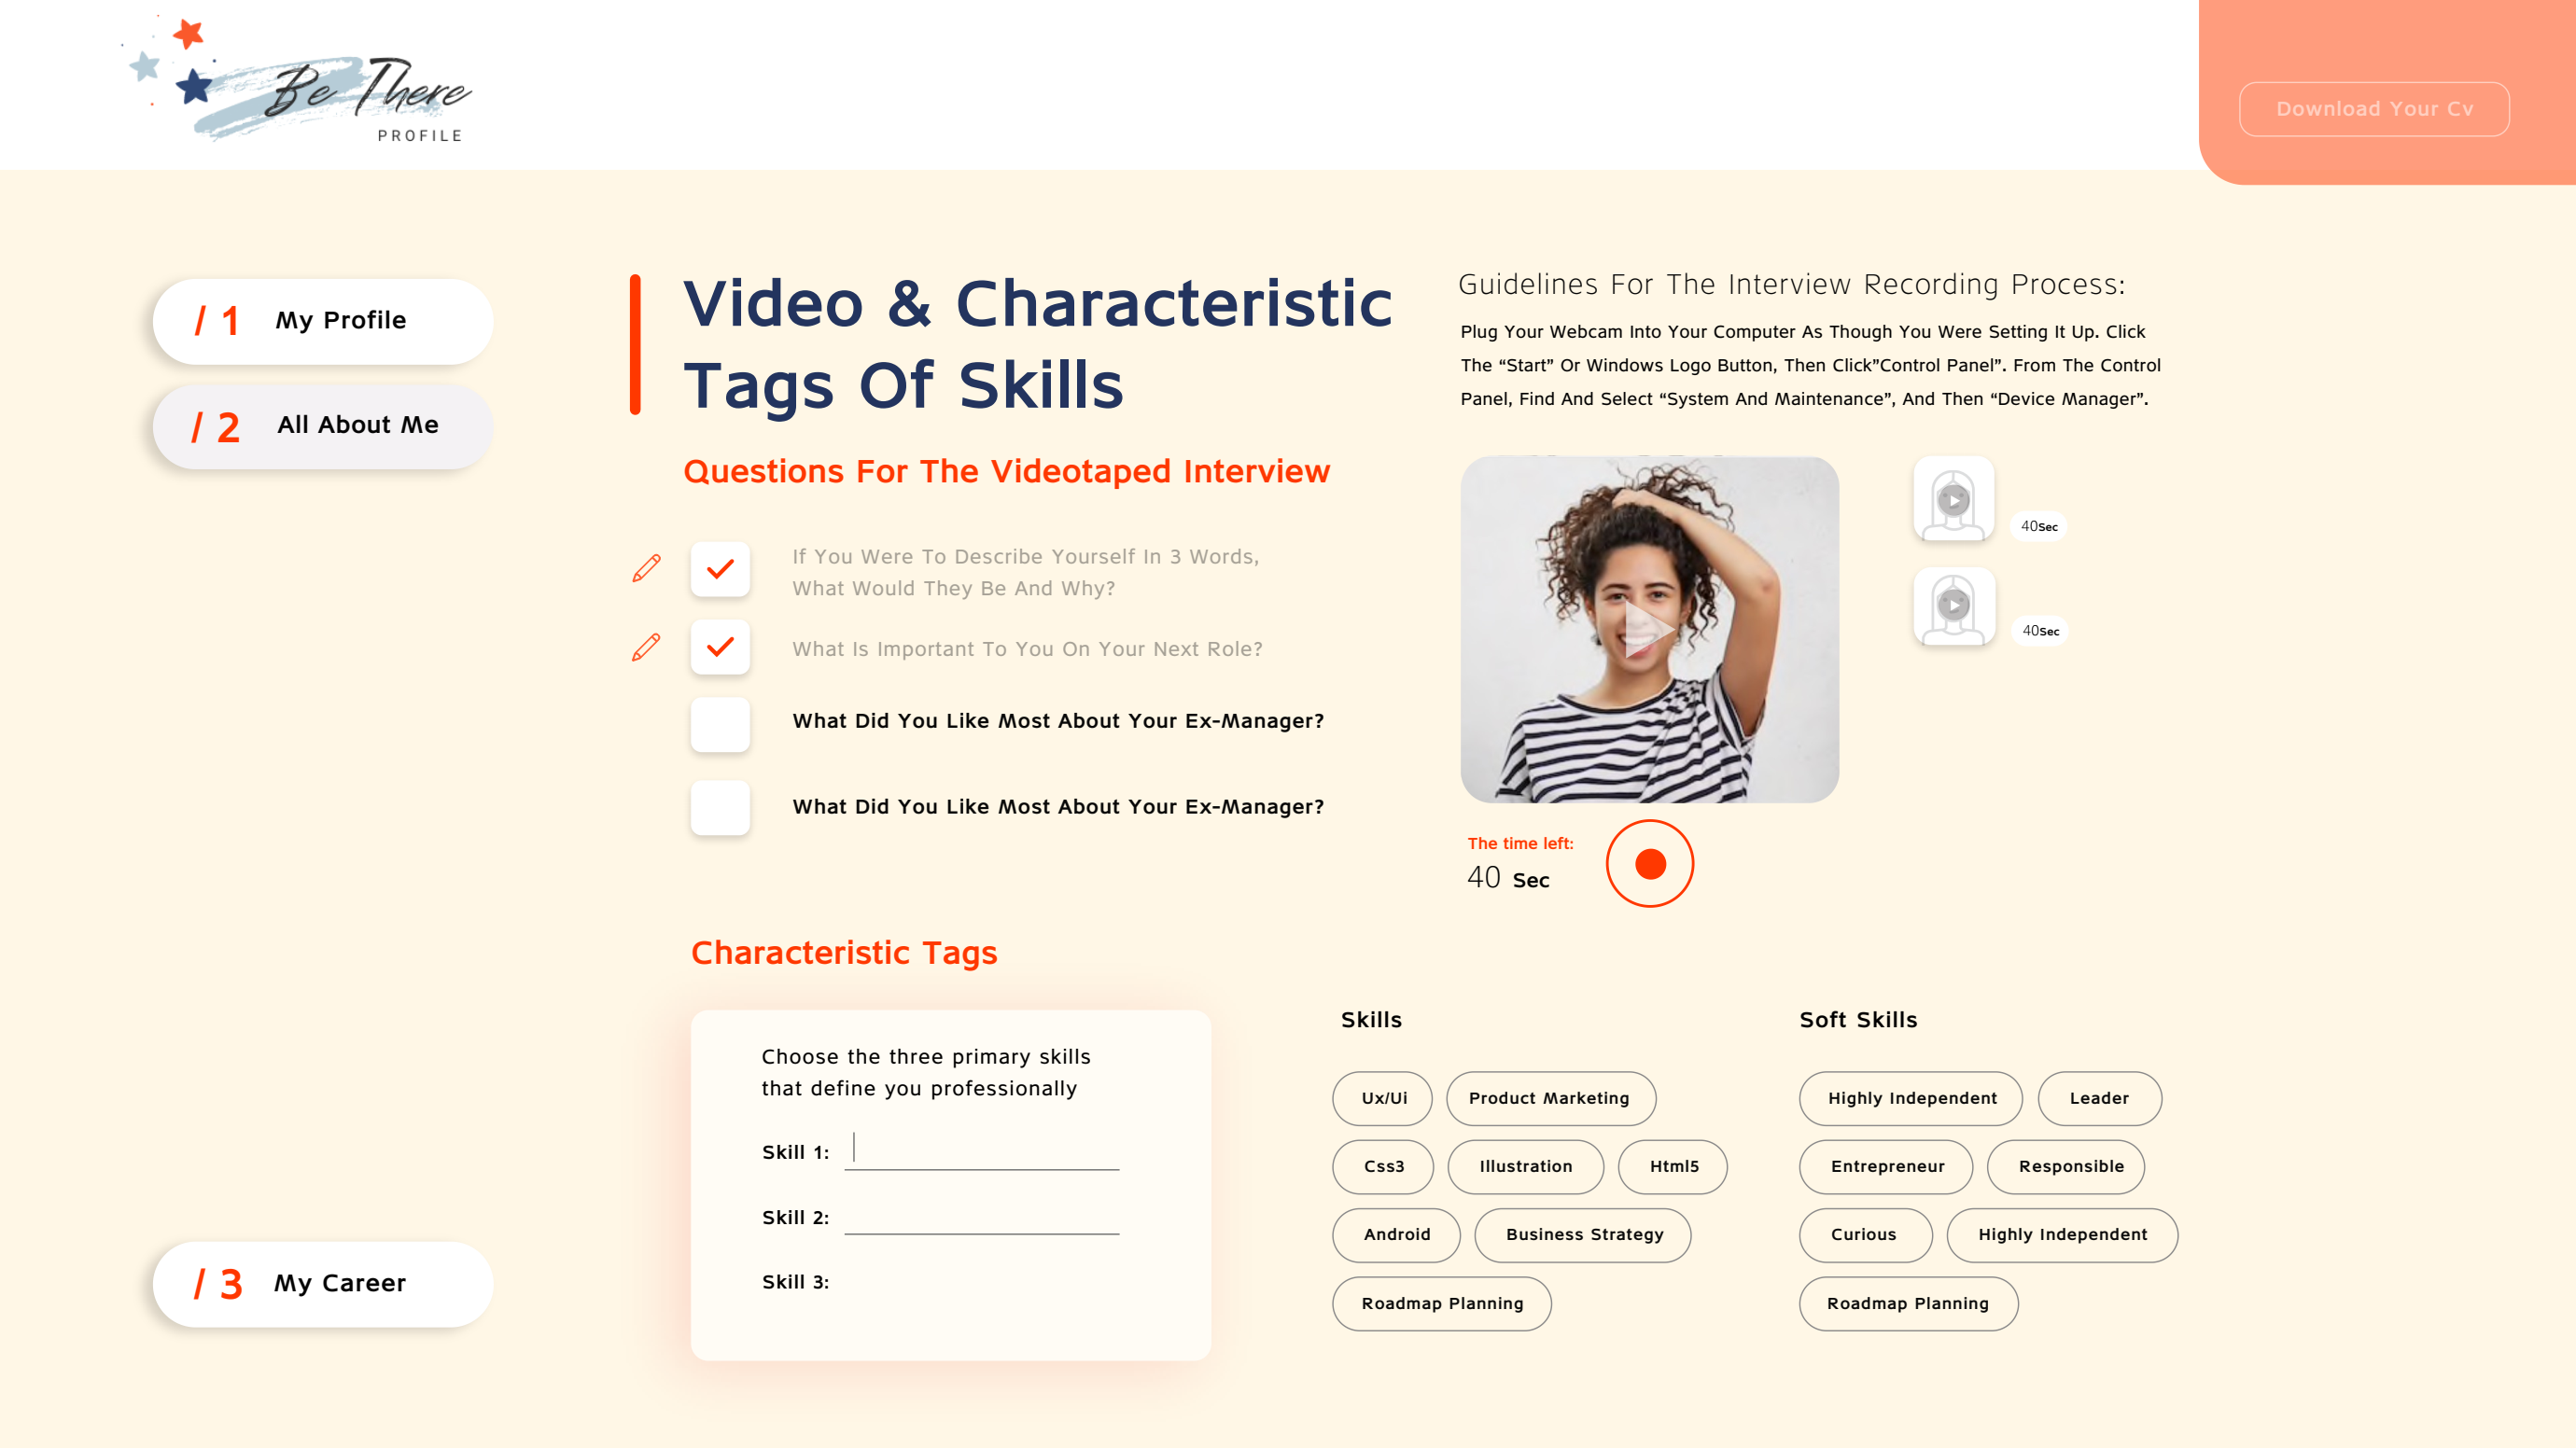 Be There
PROFILE
Download Your Cv
/ 1 My Profile
/ 2 All About Me
/ 3 My Career
Video & Characteristic
Tags Of Skills
Questions For The Videotaped Interview
If You Were To Describe Yourself In 3 Words,
What Would They Be And Why?
What Is Important To You On Your Next Role?
What Did You Like Most About Your Ex-Manager?
What Did You Like Most About Your Ex-Manager?
Guidelines For The Interview Recording Process:
Plug Your Webcam Into Your Computer As Though You Were Setting It Up. Click
The “Start” Or Windows Logo Button, Then Click”Control Panel”. From The Control
Panel, Find And Select “System And Maintenance”, And Then “Device Manager”.
40Sec
40Sec
The time left:
40 Sec
Characteristic Tags
Choose the three primary skills
that define you professionally
Skill 1:
Skill 2:
Skill 3:
Skills
Ux/Ui Product Marketing
Css3 Illustration Html5
Android Business Strategy
Roadmap Planning
Soft Skills
Highly Independent Leader
Entrepreneur Responsible
Curious Highly Independent
Roadmap Planning